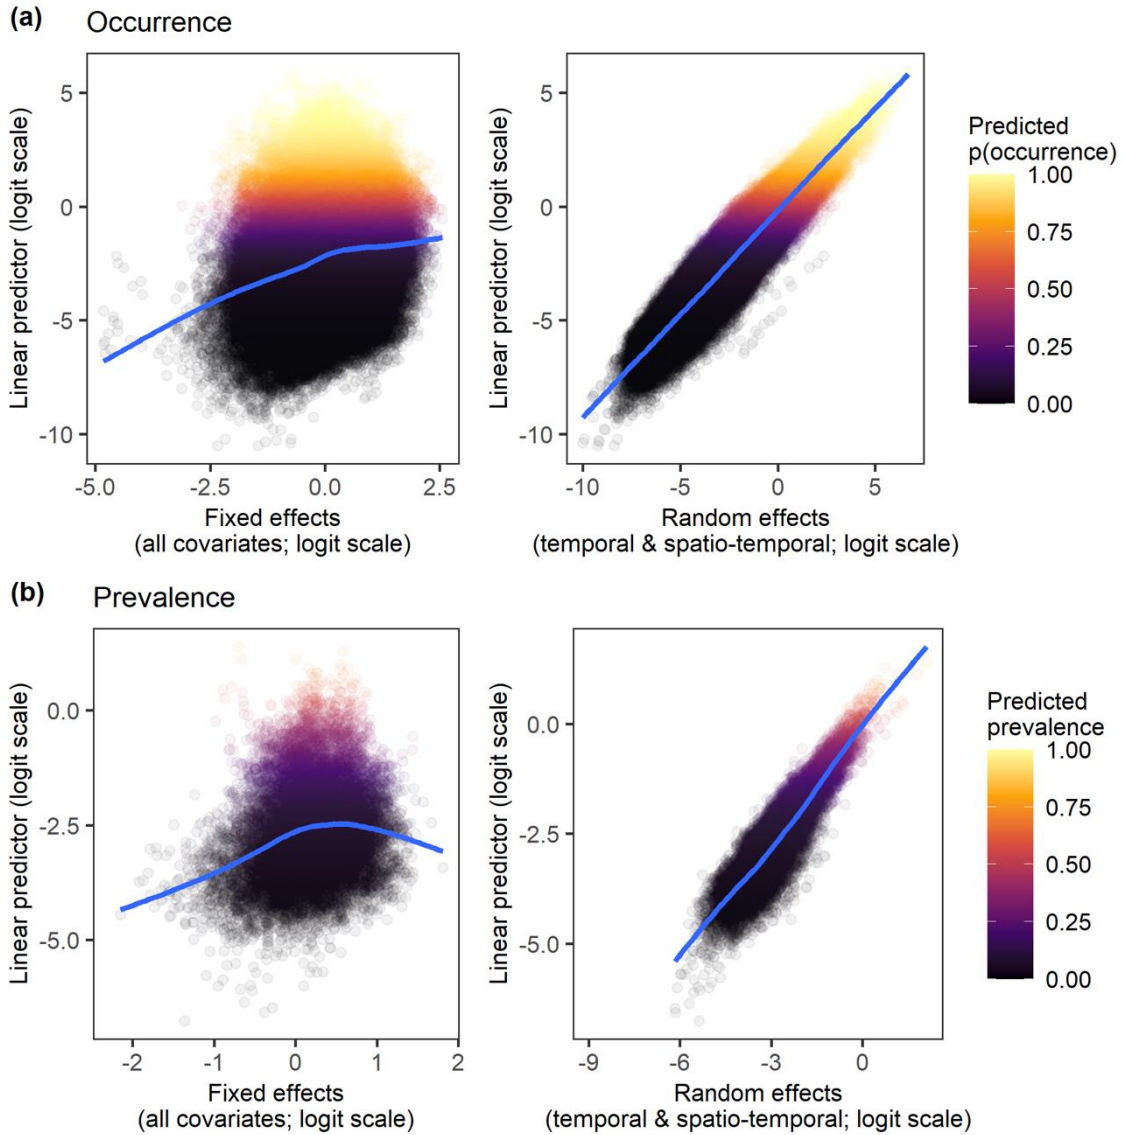 (a) Occurrence
Linear predictor (logit scale)
5
0
-5
-10
-5.0 -2.5 0.0 2.5
Fixed effects
(all covariates; logit scale)
Linear predictor (logit scale)
5
0
-5
-10
-10 -5 0 5
Random effects
(temporal & spatio-temporal; logit scale)
Predicted
p(occurrence)
1.00
0.75
0.50
0.25
0.00
(b) Prevalence
Linear predictor (logit scale)
0.0
-2.5
-5.0
-2 -1 0 1 2
Fixed effects
(all covariates; logit scale)
Linear predictor (logit scale)
0.0
-2.5
-5.0
-9 -6 -3 0
Random effects
(temporal & spatio-temporal; logit scale)
Predicted
prevalence
1.00
0.75
0.50
0.25
0.00